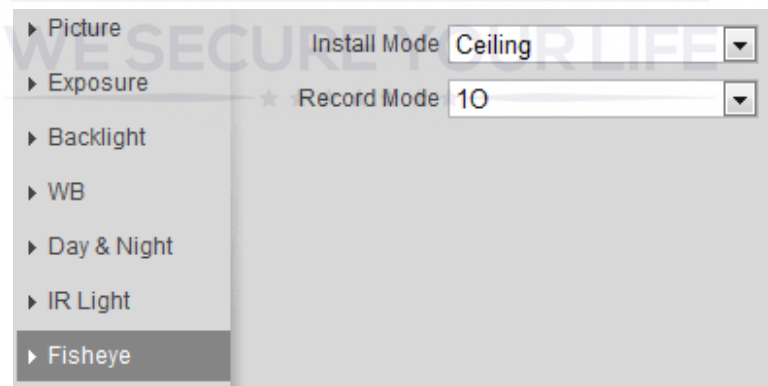 WE SECURE YOUR LIFE
Picture
Exposure
Backlight
WB
Day & Night
IR Light
Fisheye
Install Mode Ceiling
Record Mode 1O